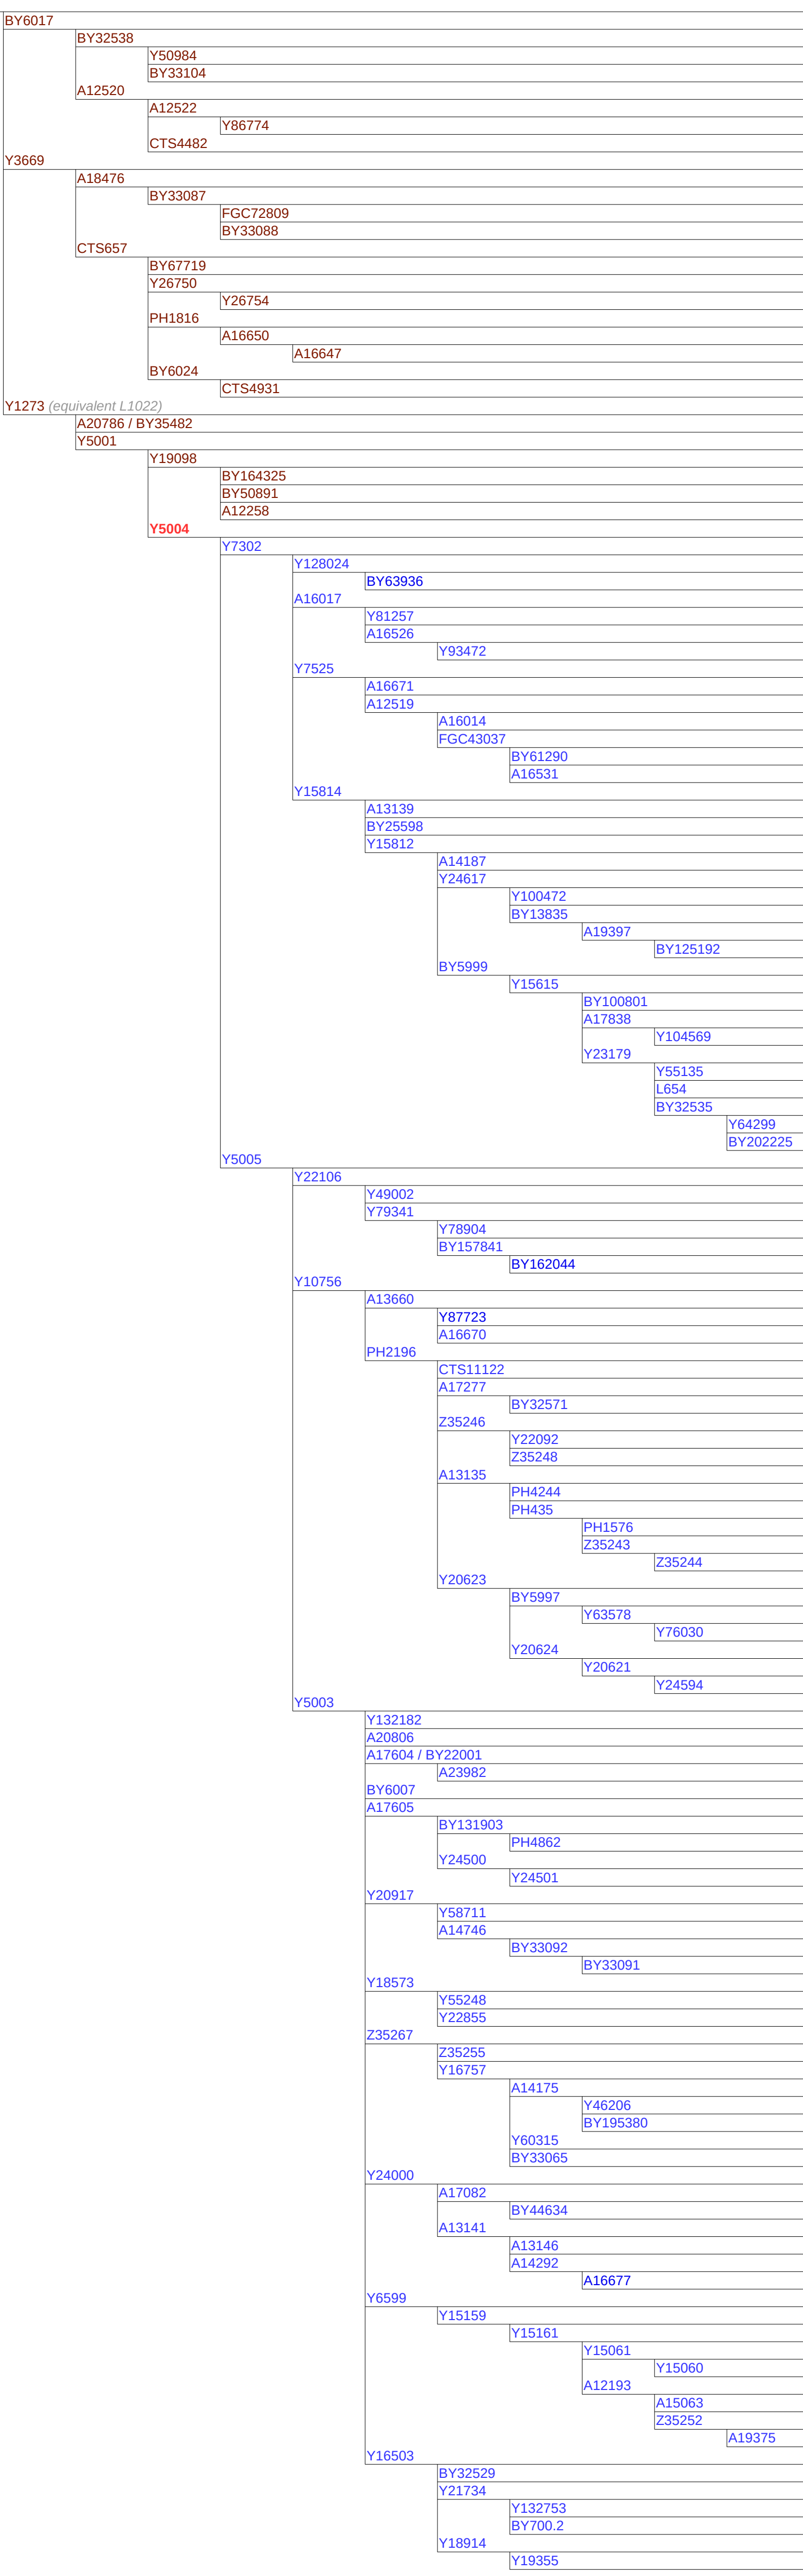 BY6017
BY32538
Y50984
BY33104
A12520
A12522
Y86774
CTS4482
Y3669
A18476
BY33087
FGC72809
BY33088
CTS657
BY67719
Y26750
Y26754
PH1816
A16650
A16647
BY6024
CTS4931
Y1273 (equivalent L1022)
A20786 / BY35482
Y5001
Y19098
BY164325
BY50891
A12258
Y5004
Y7302
Y128024
BY63936
A16017
Y81257
A16526
Y93472
Y7525
A16671
A12519
A16014
FGC43037
BY61290
A16531
Y15814
A13139
BY25598
Y15812
A14187
Y24617
Y100472
BY13835
A19397
BY125192
BY5999
Y15615
BY100801
A17838
Y104569
Y23179
Y55135
L654
BY32535
Y64299
BY202225
Y5005
Y22106
Y49002
Y79341
Y78904
BY157841
BY162044
Y10756
A13660
Y87723
A16670
PH2196
CTS11122
A17277
BY32571
Z35246
Y22092
Z35248
A13135
PH4244
PH435
PH1576
Z35243
Z35244
Y20623
BY5997
Y63578
Y76030
Y20624
Y20621
Y24594
Y5003
Y132182
A20806
A17604 / BY22001
A23982
BY6007
A17605
BY131903
PH4862
Y24500
Y24501
Y20917
Y58711
A14746
BY33092
BY33091
Y18573
Y55248
Y22855
Z35267
Z35255
Y16757
A14175
Y46206
BY195380
Y60315
BY33065
Y24000
A17082
BY44634
A13141
A13146
A14292
A16677
Y6599
Y15159
Y15161
Y15061
Y15060
A12193
A15063
Z35252
A19375
Y16503
BY32529
Y21734
Y132753
BY700.2
Y18914
Y19355